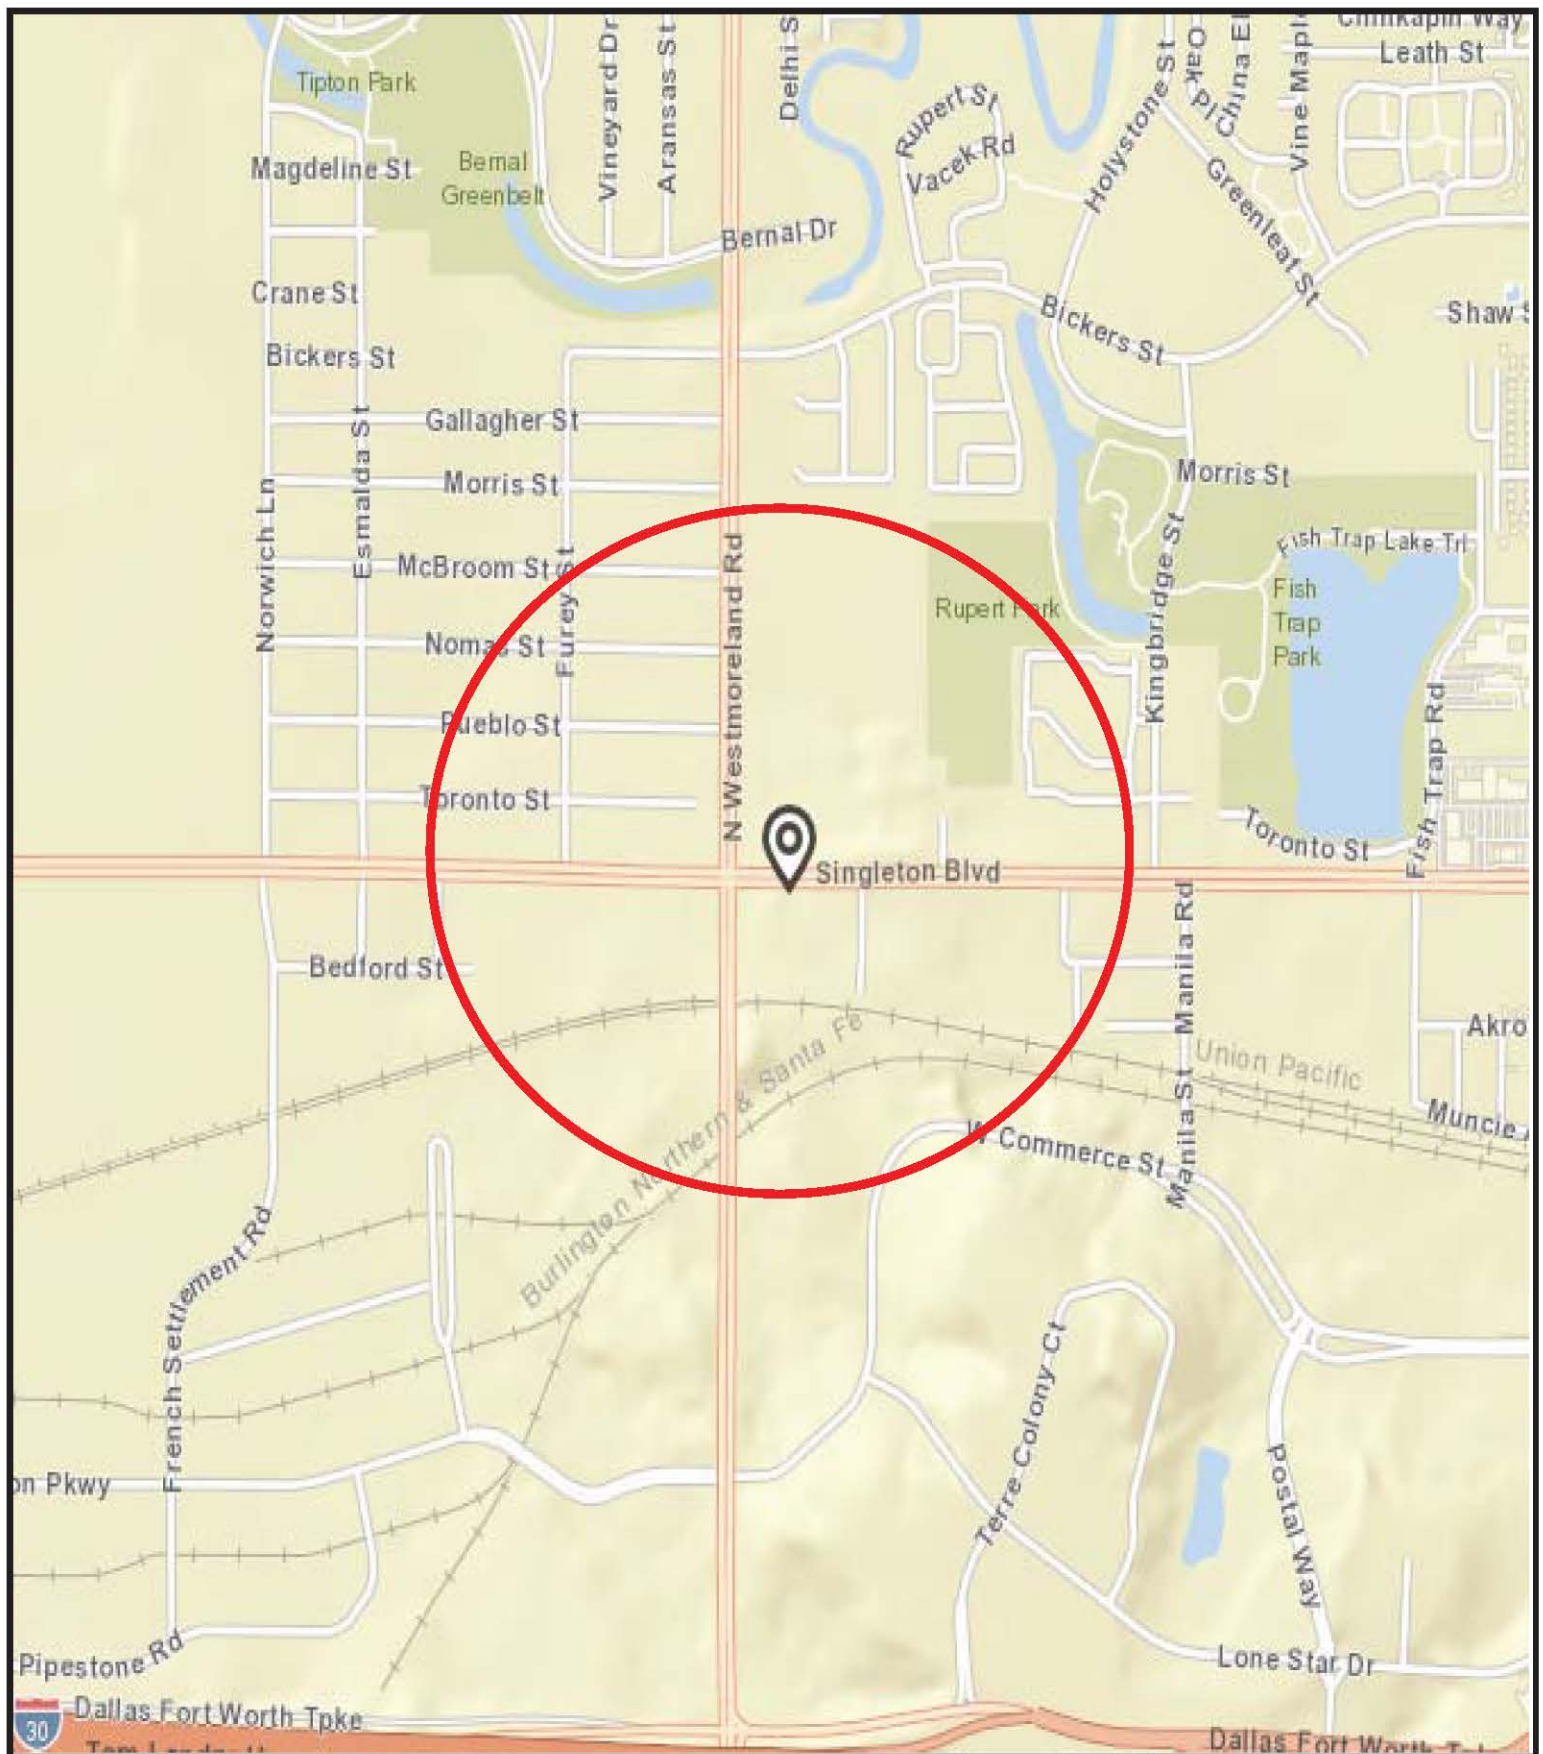 Chinkapin Way
Leath St
Tipton Park
Vineyard Dr
Aransas St
Delhi S
Rupert St
Vacek Rd
Holystone St
Oak Pl
China El
Vine Mapl
Greenleaf St
Magdeline St
Bernal
Greenbelt
Bernal Dr
Crane St
Bickers St
Bickers St
Shaw S
Gallagher St
Esmalda St
Morris St
Morris St
Norwich Ln
Furey St
N Westmoreland Rd
Kingbridge St
Fish Trap Lake Trl
McBroom St
Rupert Park
Fish
Trap
Park
Nomas St
Pueblo St
Fish Trap Rd
Toronto St
Toronto St
Singleton Blvd
Manila Rd
Bedford St
Akro
Union Pacific
Burlington Northern & Santa Fe
Manila St
Muncie
W Commerce St
French Settlement Rd
Terre Colony Ct
on Pkwy
Postal Way
Pipestone Rd
Lone Star Dr
30
Dallas Fort Worth Tpke
Dallas Fort Worth T